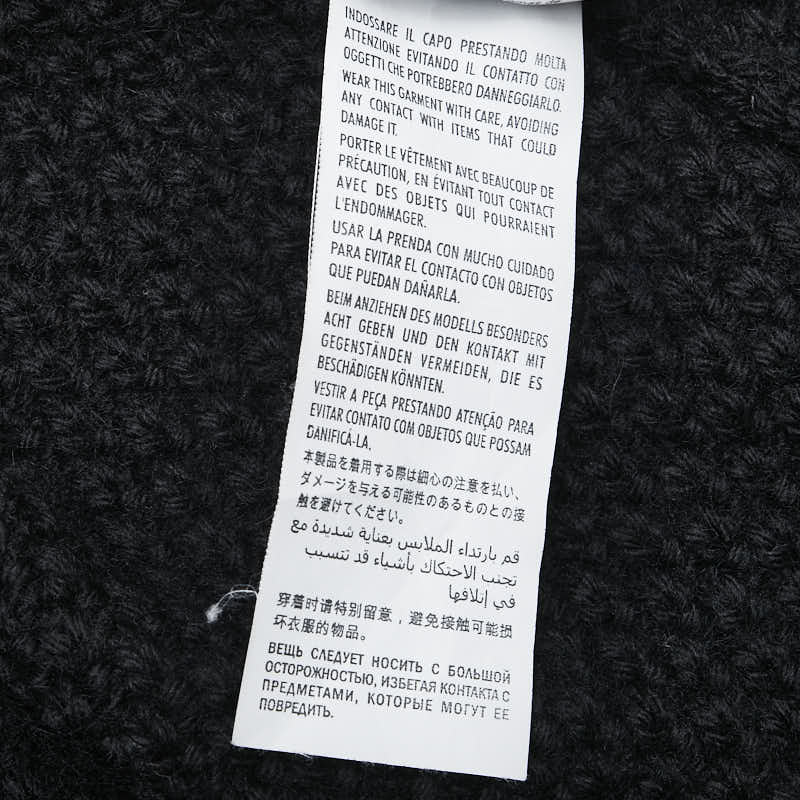 INDOSSARE IL CAPO PRESTANDO MOLTA
ATTENZIONE EVITANDO IL CONTATTO CON
OGGETTI CHE POTREBBERO DANNEGGIARLO.
WEAR THIS GARMENT WITH CARE, AVOIDING
ANY CONTACT WITH ITEMS THAT COULD
DAMAGE IT.
PORTER LE VÊTEMENT AVEC BEAUCOUP DE
PRÉCAUTION, EN ÉVITANT TOUT CONTACT
AVEC DES OBJETS QUI POURRAIENT
L'ENDOMMAGER.
USAR LA PRENDA CON MUCHO CUIDADO
PARA EVITAR EL CONTACTO CON OBJETOS
QUE PUEDAN DAÑARLA.
BEIM ANZIEHEN DES MODELLS BESONDERS
ACHT GEBEN UND DEN KONTAKT MIT
GEGENSTÄNDEN VERMEIDEN, DIE ES
BESCHÄDIGEN KÖNNTEN.
VESTIR A PEÇA PRESTANDO ATENÇÃO PARA
EVITAR CONTATO COM OBJETOS QUE POSSAM
DANIFICÁ-LA.
本製品を着用する際は細心の注意を払い、
ダメージを与える可能性のあるものとの接
触を避けてください。
قم بارتداء الملابس بعناية شديدة مع
تجنب الاحتكاك بأشياء قد تتسبب
في إتلافها
穿着时请特别留意，避免接触可能损
坏衣服的物品。
ВЕЩЬ СЛЕДУЕТ НОСИТЬ С БОЛЬШОЙ
ОСТОРОЖНОСТЬЮ, ИЗБЕГАЯ КОНТАКТА С
ПРЕДМЕТАМИ, КОТОРЫЕ МОГУТ ЕЕ
ПОВРЕДИТЬ.